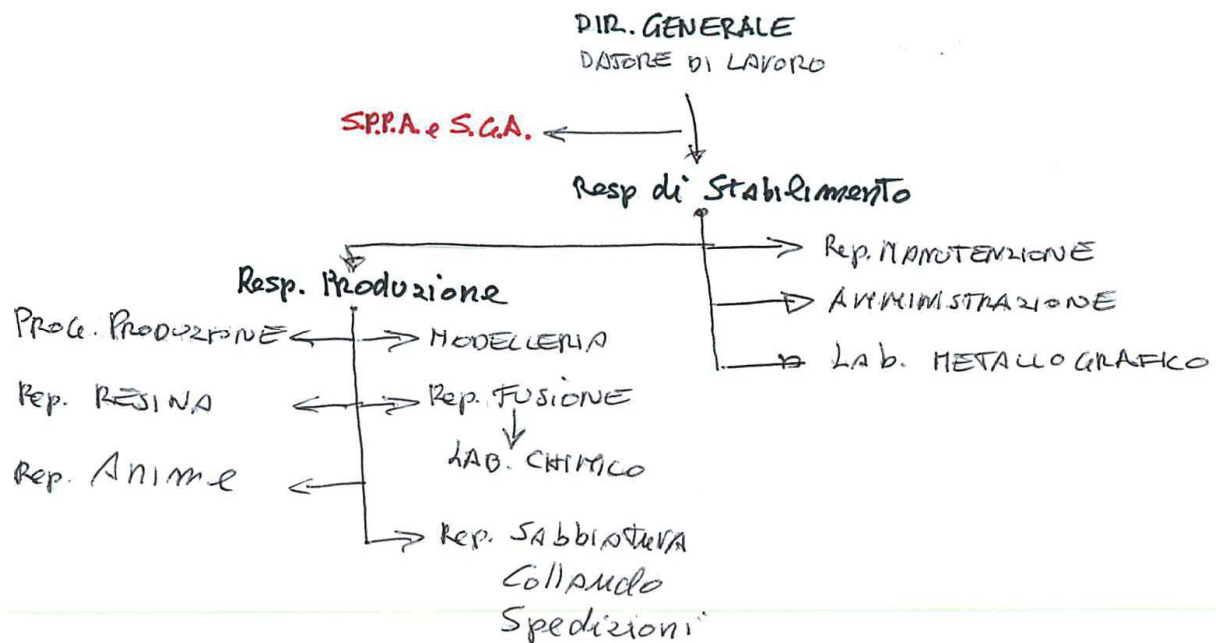 DIR. GENERALE
DATORE DI LAVORO
S.P.P.A. e S.G.A.
Resp di Stabilimento
Rep. MANUTENZIONE
Resp. Produzione
AMMINISTRAZIONE
PROG. PRODUZIONE
MODELLERIA
LAb. METALLOGRAFICO
Rep. RESINA
Rep. FUSIONE
LAB. CHIMICO
Rep. Anime
Rep. SAbbiatura
Collaudo
Spedizioni